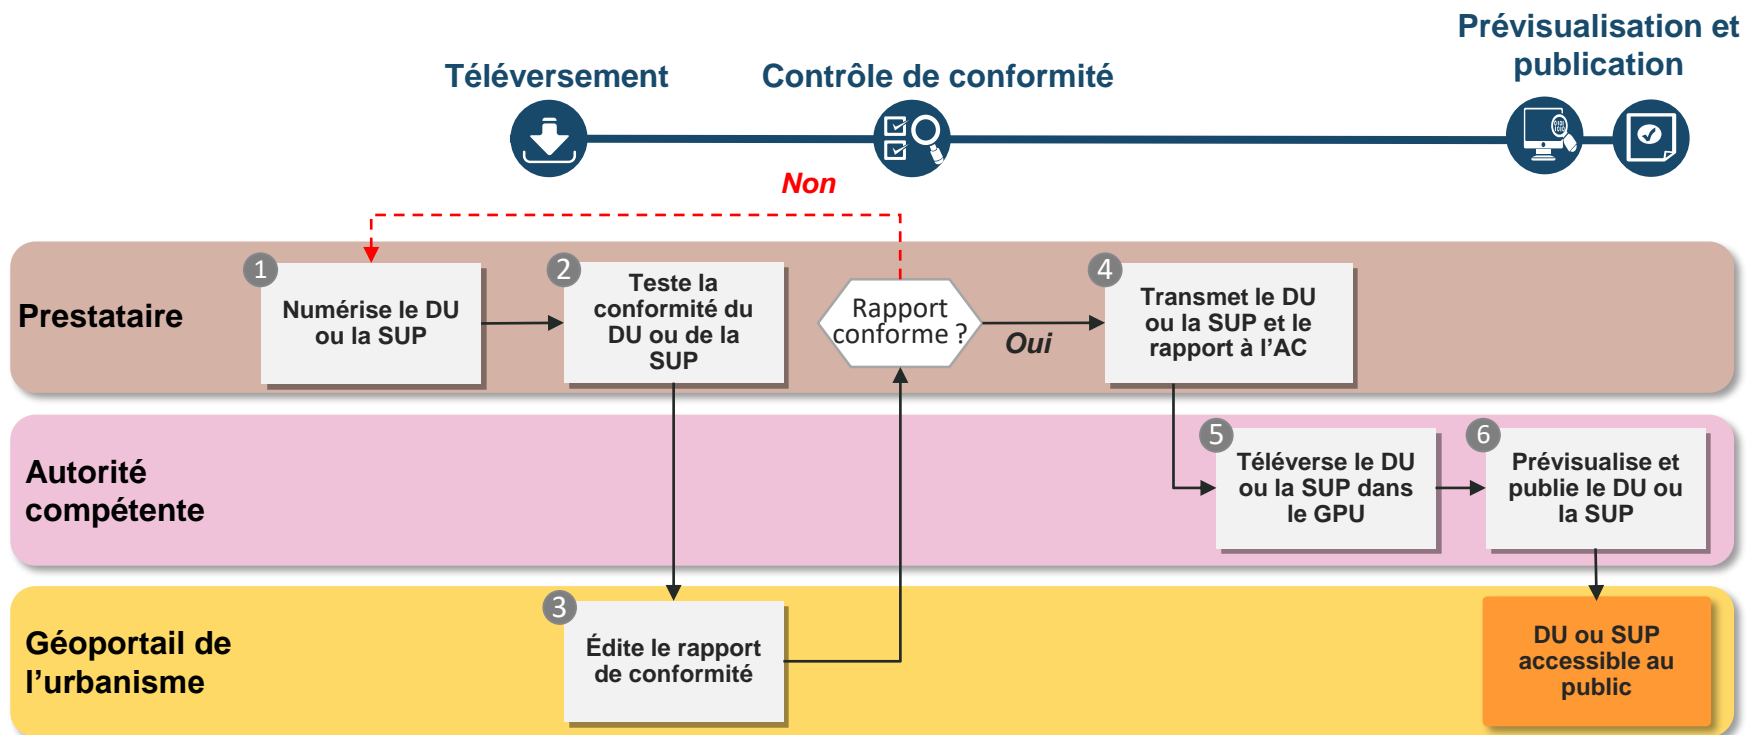 Prévisualisation et
publication
Téléversement
Contrôle de conformité
0101
1010
Non
Prestataire
1
Numérise le DU
ou la SUP
2
Teste la
conformité du
DU ou de la
SUP
Rapport
conforme ?
Oui
4
Transmet le DU
ou la SUP et le
rapport à l’AC
Autorité
compétente
5
Téléverse le DU
ou la SUP dans
le GPU
6
Prévisualise et
publie le DU ou
la SUP
Géoportail de
l’urbanisme
3
Édite le rapport
de conformité
DU ou SUP
accessible au
public